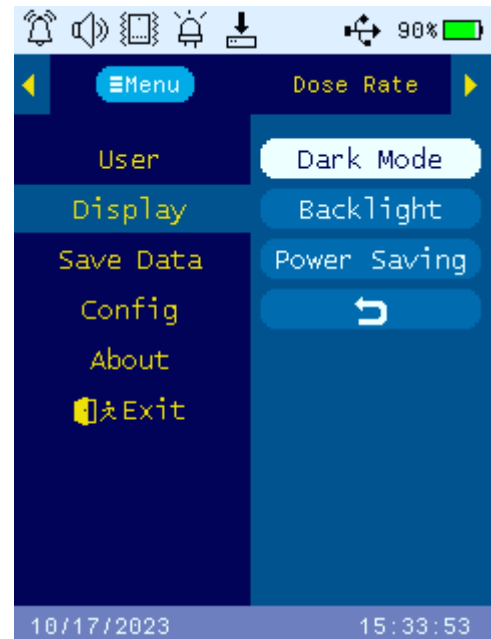 90%
Menu
Dose Rate
User
Dark Mode
Display
Backlight
Save Data
Power Saving
Config
About
Exit
10/17/2023
15:33:53